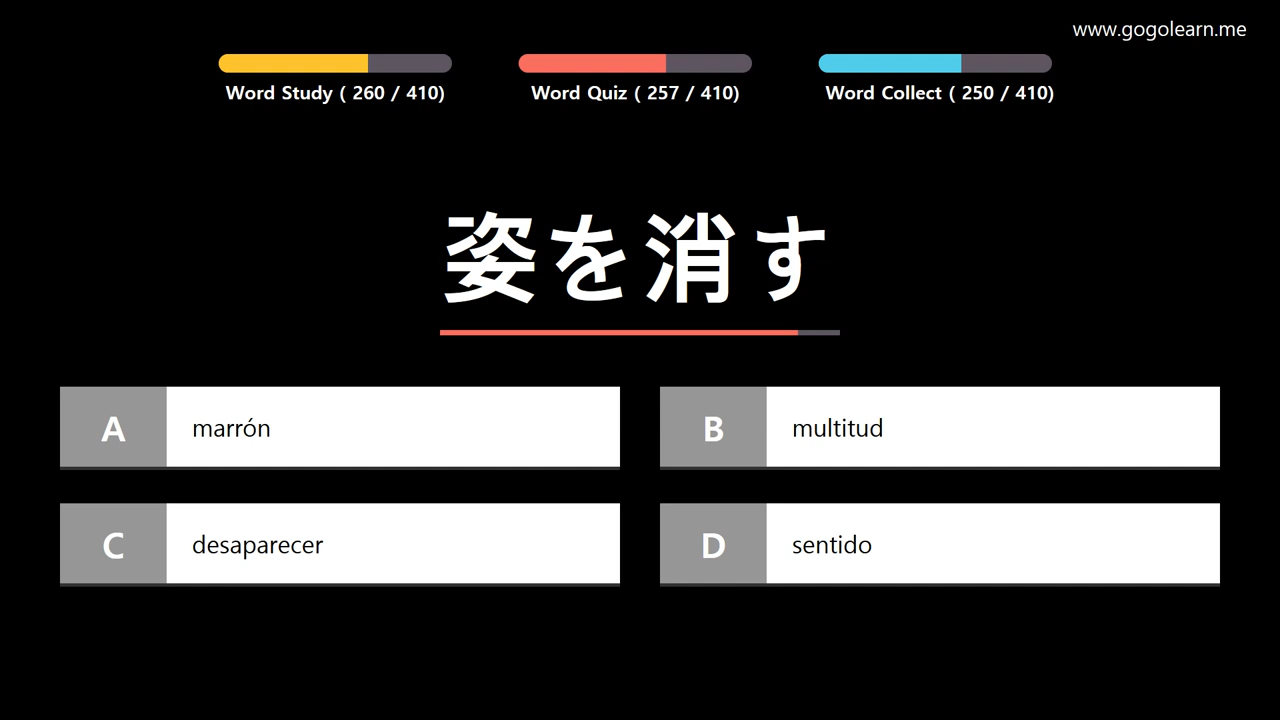 www.gogolearn.me
Word Study ( 260 / 410)
Word Quiz ( 257 / 410)
Word Collect ( 250 / 410)
姿を消す
A
marrón
B
multitud
C
desaparecer
D
sentido